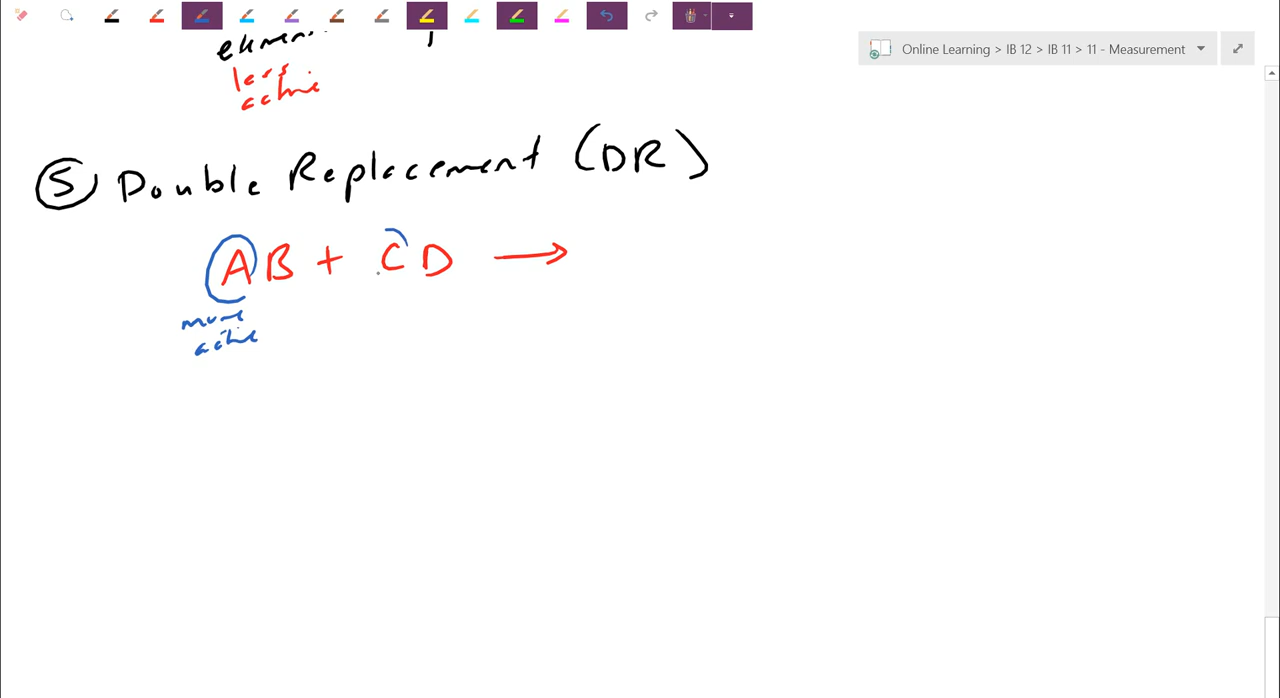 Online Learning > IB 12 > IB 11 > 11 - Measurement
less
active
5 Double Replacement (DR)
AB + CD →
more
active